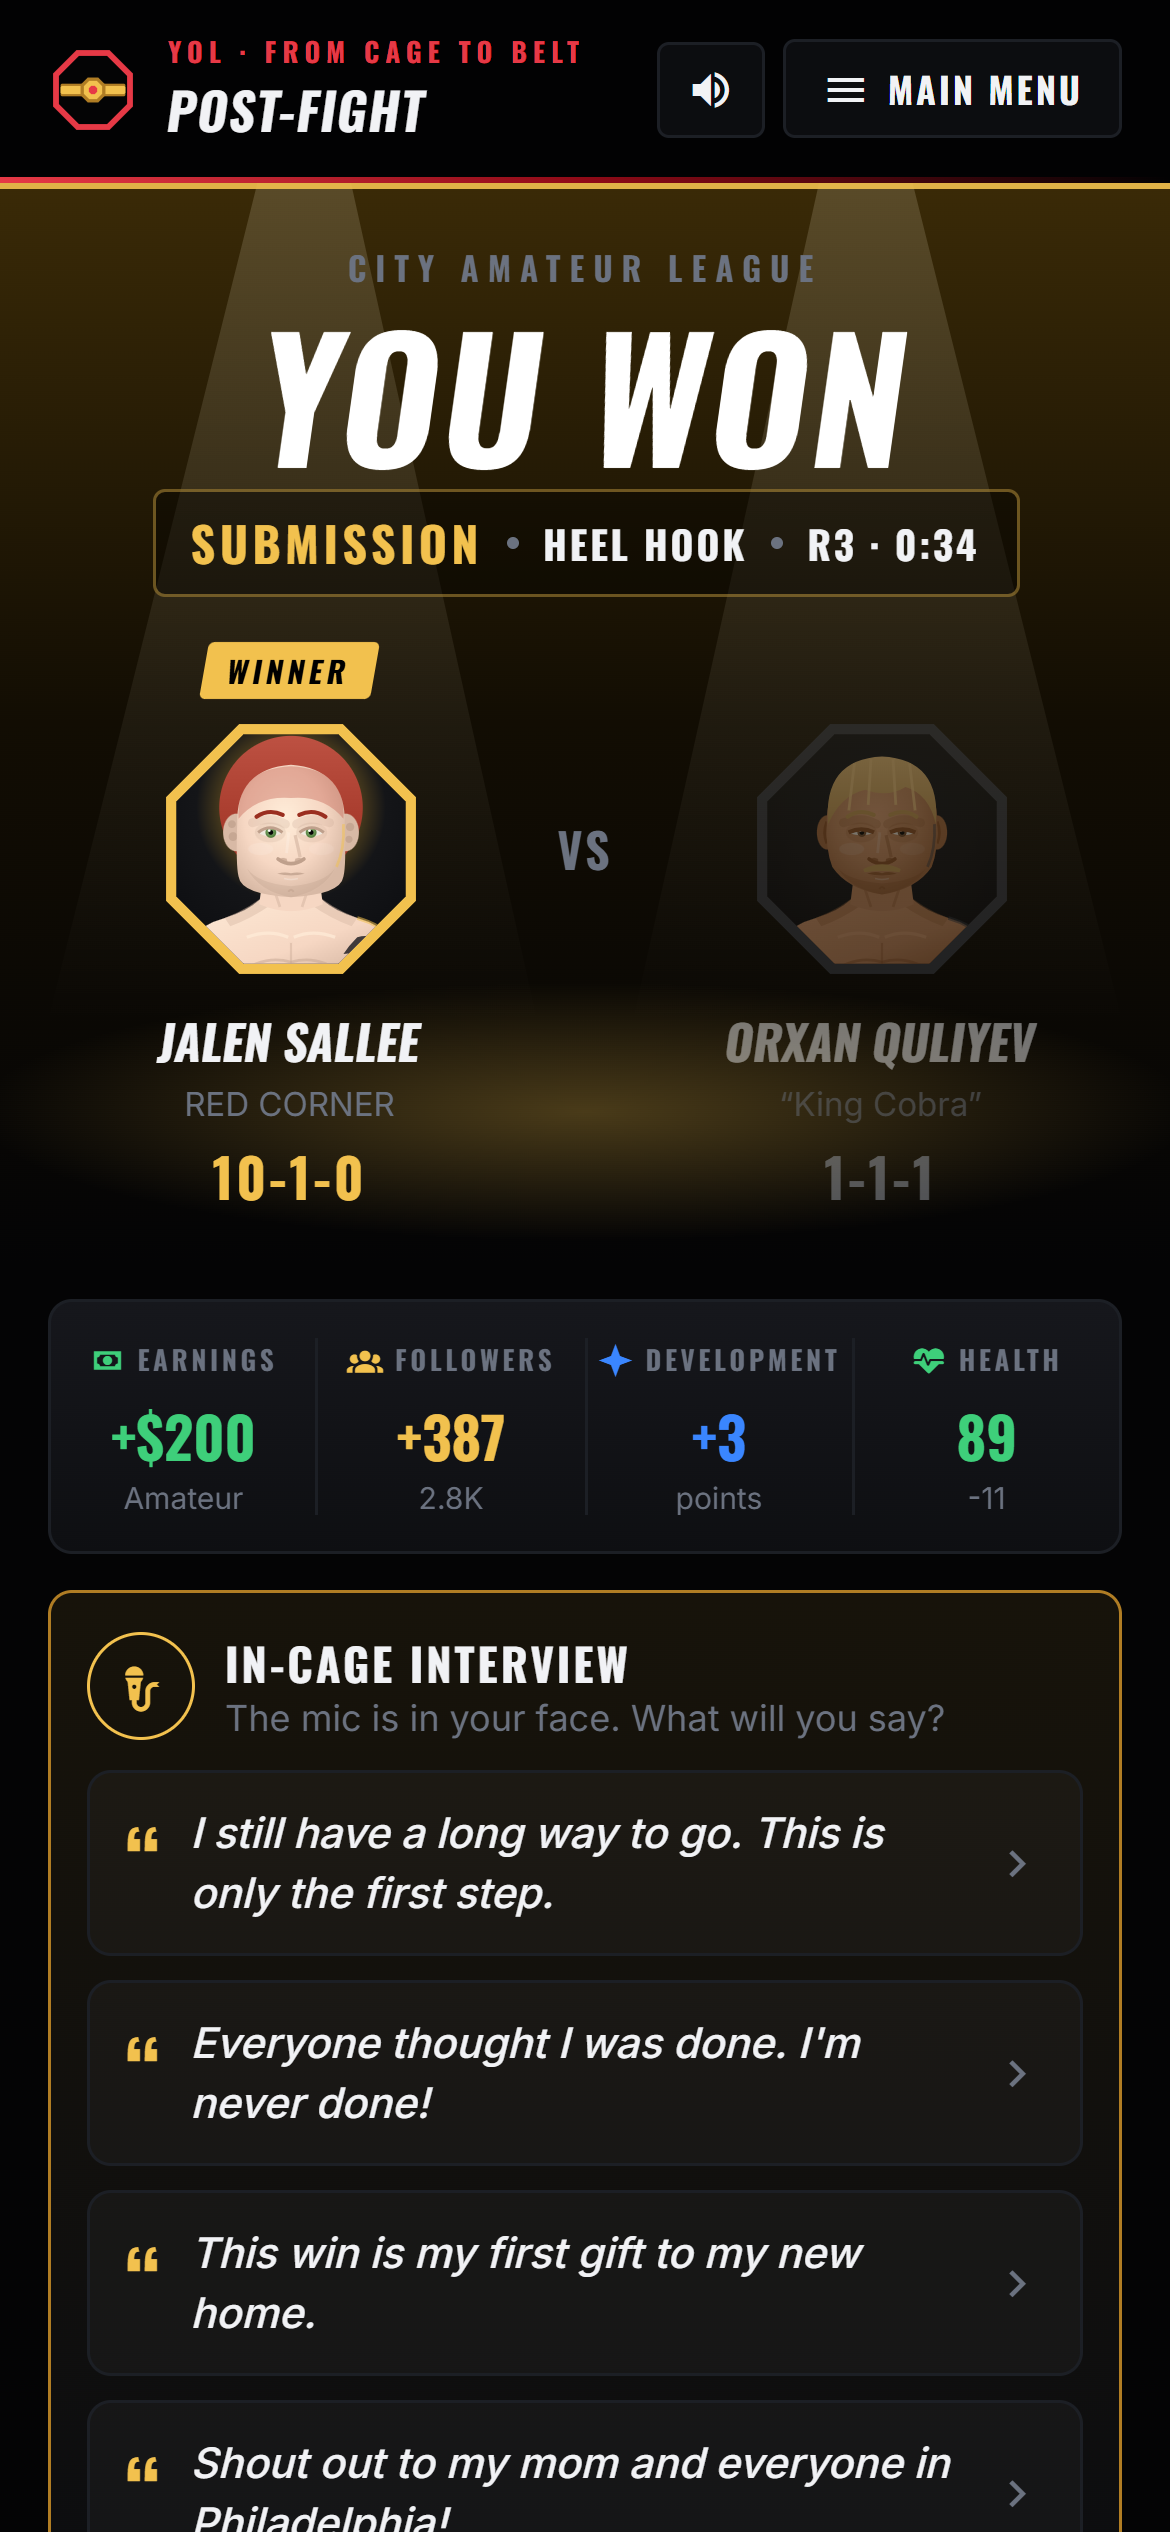 YOL · FROM CAGE TO BELT
POST-FIGHT
MAIN MENU
CITY AMATEUR LEAGUE
YOU WON
SUBMISSION • HEEL HOOK • R3 · 0:34
WINNER
VS
JALEN SALLEE
RED CORNER
10-1-0
ORXAN QULIYEV
“King Cobra”
1-1-1
EARNINGS
+$200
Amateur
FOLLOWERS
+387
2.8K
DEVELOPMENT
+3
points
HEALTH
89
-11
IN-CAGE INTERVIEW
The mic is in your face. What will you say?
I still have a long way to go. This is
only the first step.
Everyone thought I was done. I'm
never done!
This win is my first gift to my new
home.
Shout out to my mom and everyone in
Philadelphia!